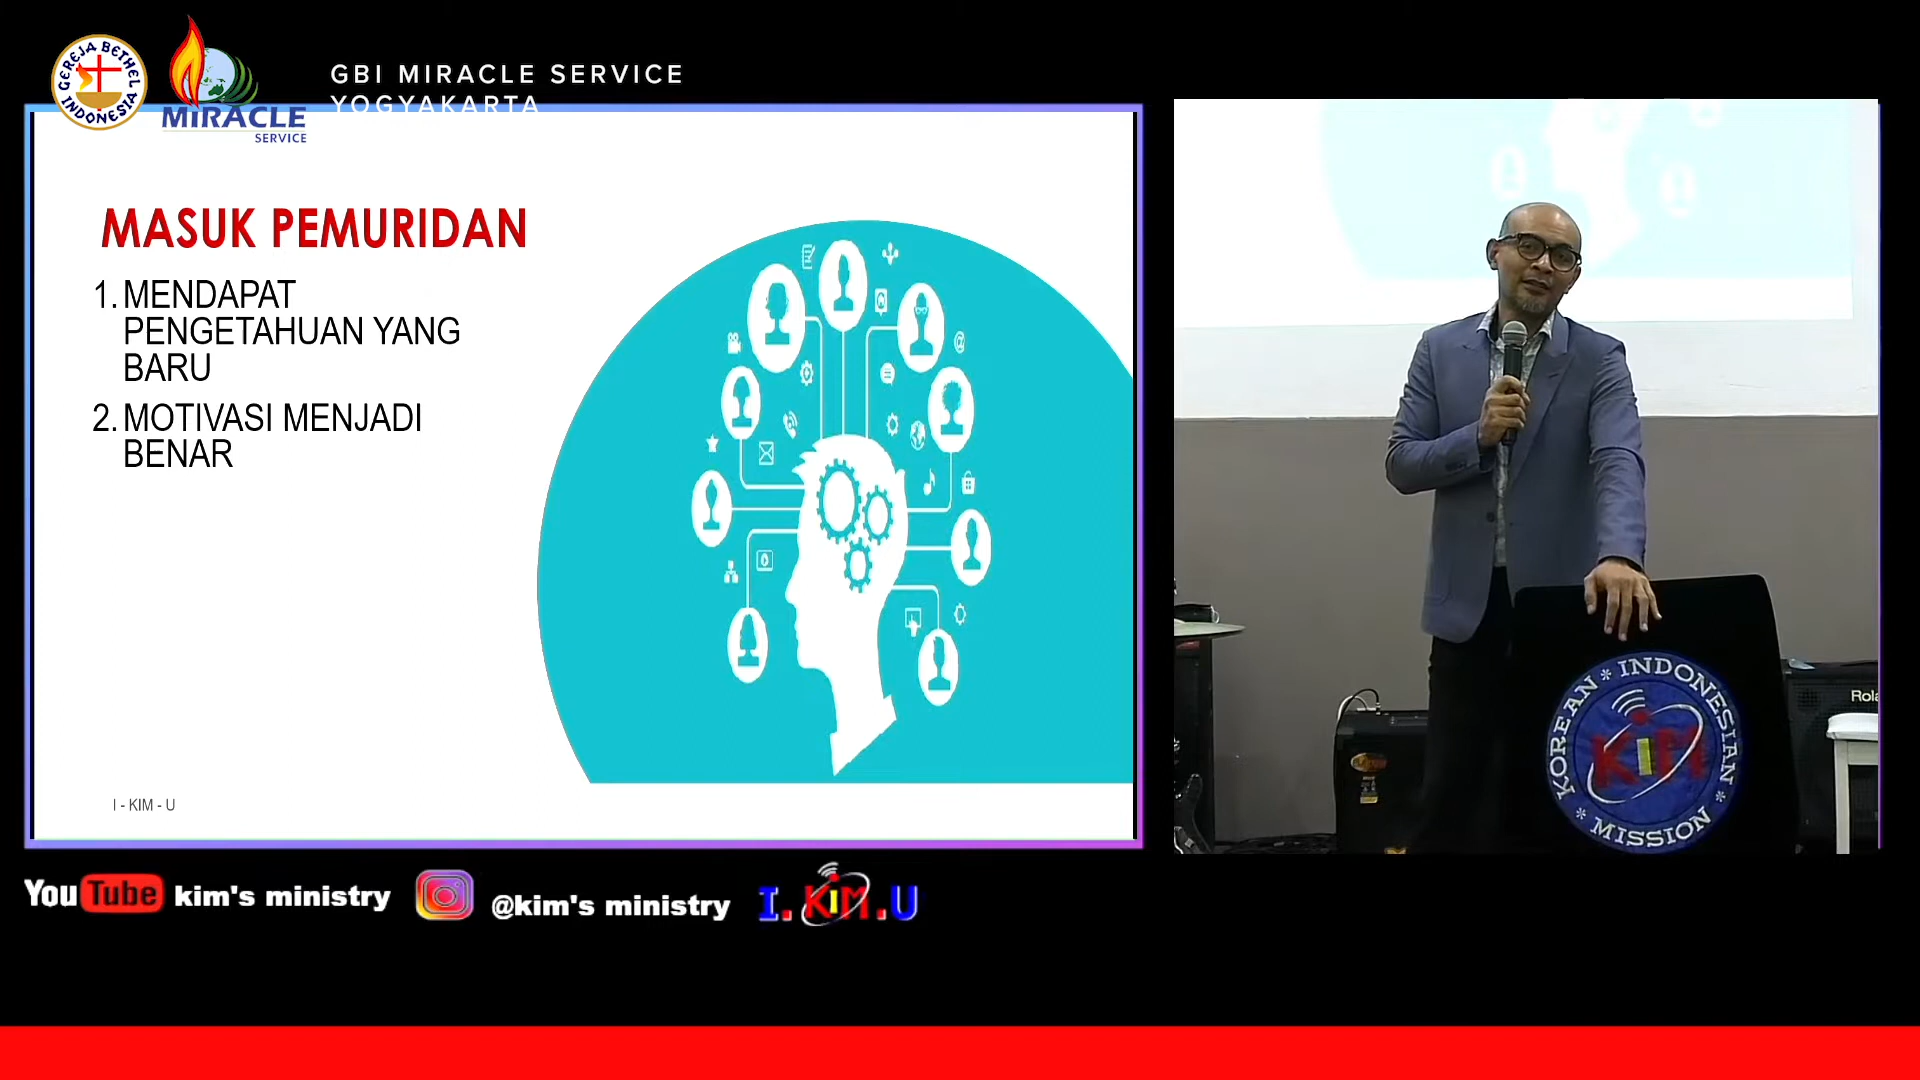 GEREJA BETHEL INDONESIA
MIRACLE
SERVICE
GBI MIRACLE SERVICE
YOGYAKARTA
MASUK PEMURIDAN
1. MENDAPAT
PENGETAHUAN YANG
BARU
2. MOTIVASI MENJADI
BENAR
I - KIM - U
KOREAN * INDONESIAN * MISSION *
KiM
YouTube kim's ministry
@kim's ministry
I.KiM.U